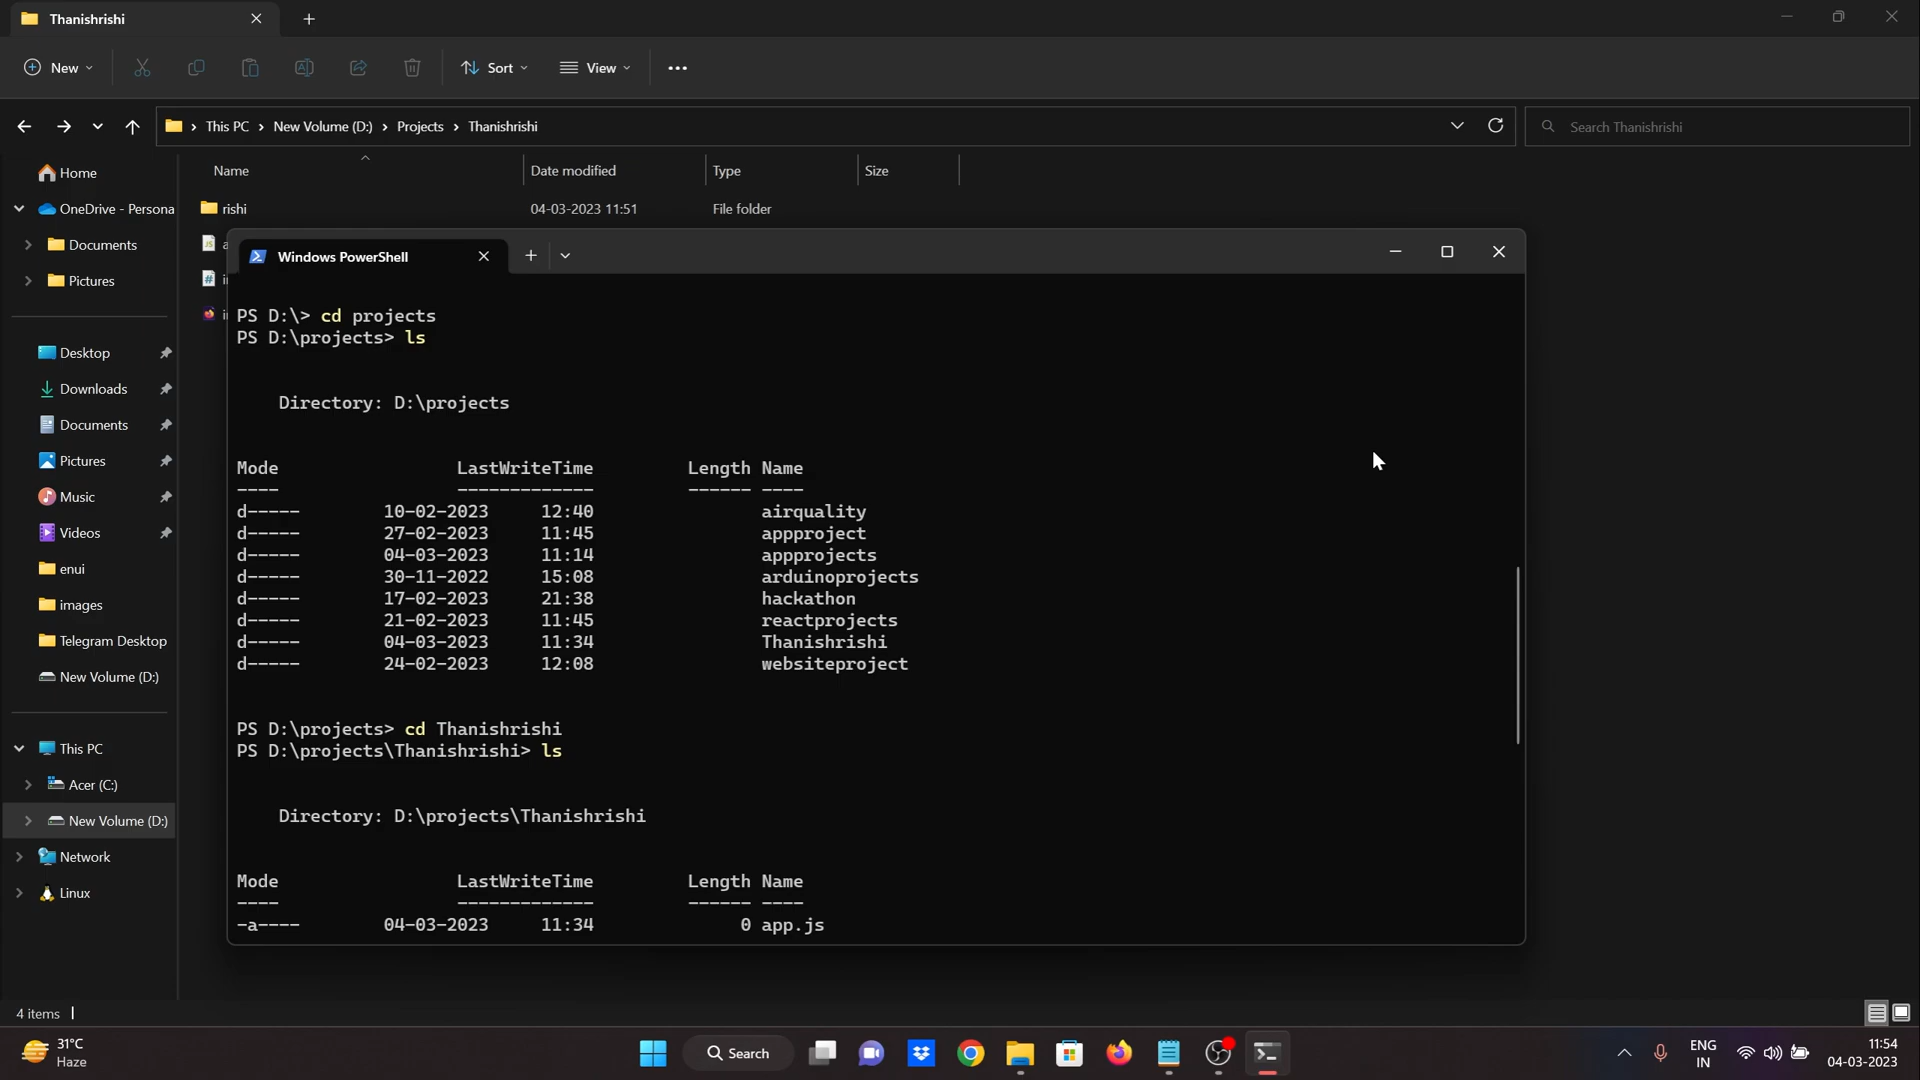 Thanishrishi
New
Sort
View
This PC
New Volume (D:)
Projects
Thanishrishi
Search Thanishrishi
Name
Date modified
Type
Size
rishi
04-03-2023 11:51
File folder
Home
OneDrive - Persona
Documents
Pictures
Desktop
Downloads
Documents
Pictures
Music
Videos
enui
images
Telegram Desktop
New Volume (D:)
This PC
Acer (C:)
New Volume (D:)
Network
Linux
Windows PowerShell
PS D:\> cd projects
PS D:\projects> ls
Directory: D:\projects
Mode LastWriteTime Length Name
---- ------------- ------ ----
d----- 10-02-2023 12:40 airquality
d----- 27-02-2023 11:45 appproject
d----- 04-03-2023 11:14 appprojects
d----- 30-11-2022 15:08 arduinoprojects
d----- 17-02-2023 21:38 hackathon
d----- 21-02-2023 11:45 reactprojects
d----- 04-03-2023 11:34 Thanishrishi
d----- 24-02-2023 12:08 websiteproject
PS D:\projects> cd Thanishrishi
PS D:\projects\Thanishrishi> ls
Directory: D:\projects\Thanishrishi
Mode LastWriteTime Length Name
---- ------------- ------ ----
-a---- 04-03-2023 11:34 0 app.js
4 items
31°C
Haze
Search
ENG
IN
11:54
04-03-2023